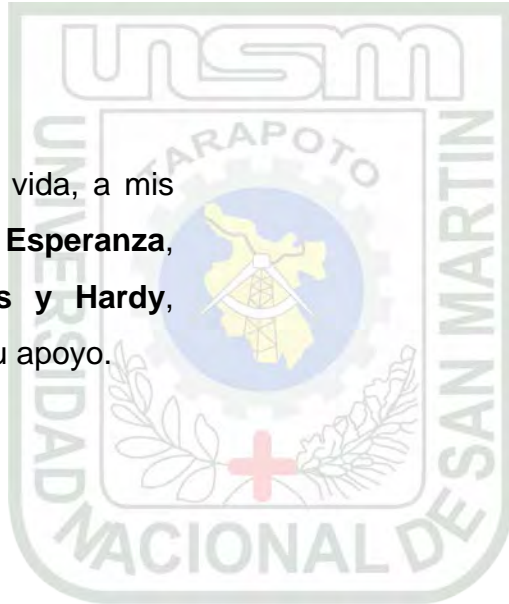 unsm
TARAPOTO
UNIVERSIDAD NACIONAL DE SAN MARTIN
vida, a mis
Esperanza,
s y Hardy,
u apoyo.